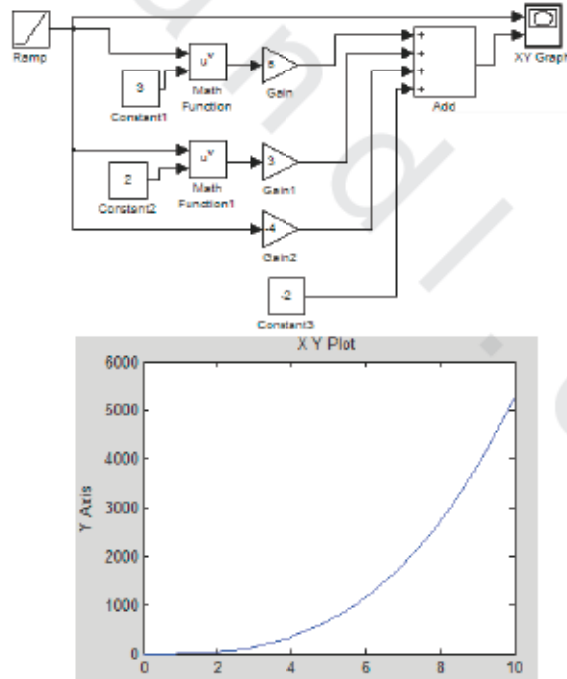 Ramp
3
Constant1
u^v
Math
Function
5
Gain
+
+
+
+
Add
XY Graph
2
Constant2
u^v
Math
Function1
3
Gain1
-4
Gain2
-2
Constant3
X Y Plot
6000
5000
4000
3000
2000
1000
0
Y Axis
0 2 4 6 8 10